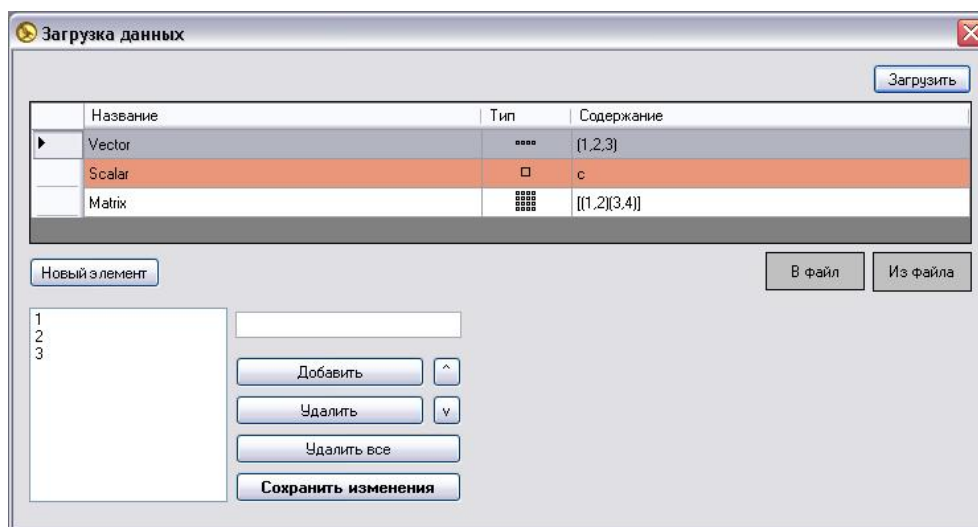 Загрузка данных
Загрузить
Название Тип Содержание
Vector (1,2,3)
Scalar c
Matrix [(1,2)(3,4)]
Новый элемент В файл Из файла
1
2
3
Добавить ^
Удалить v
Удалить все
Сохранить изменения